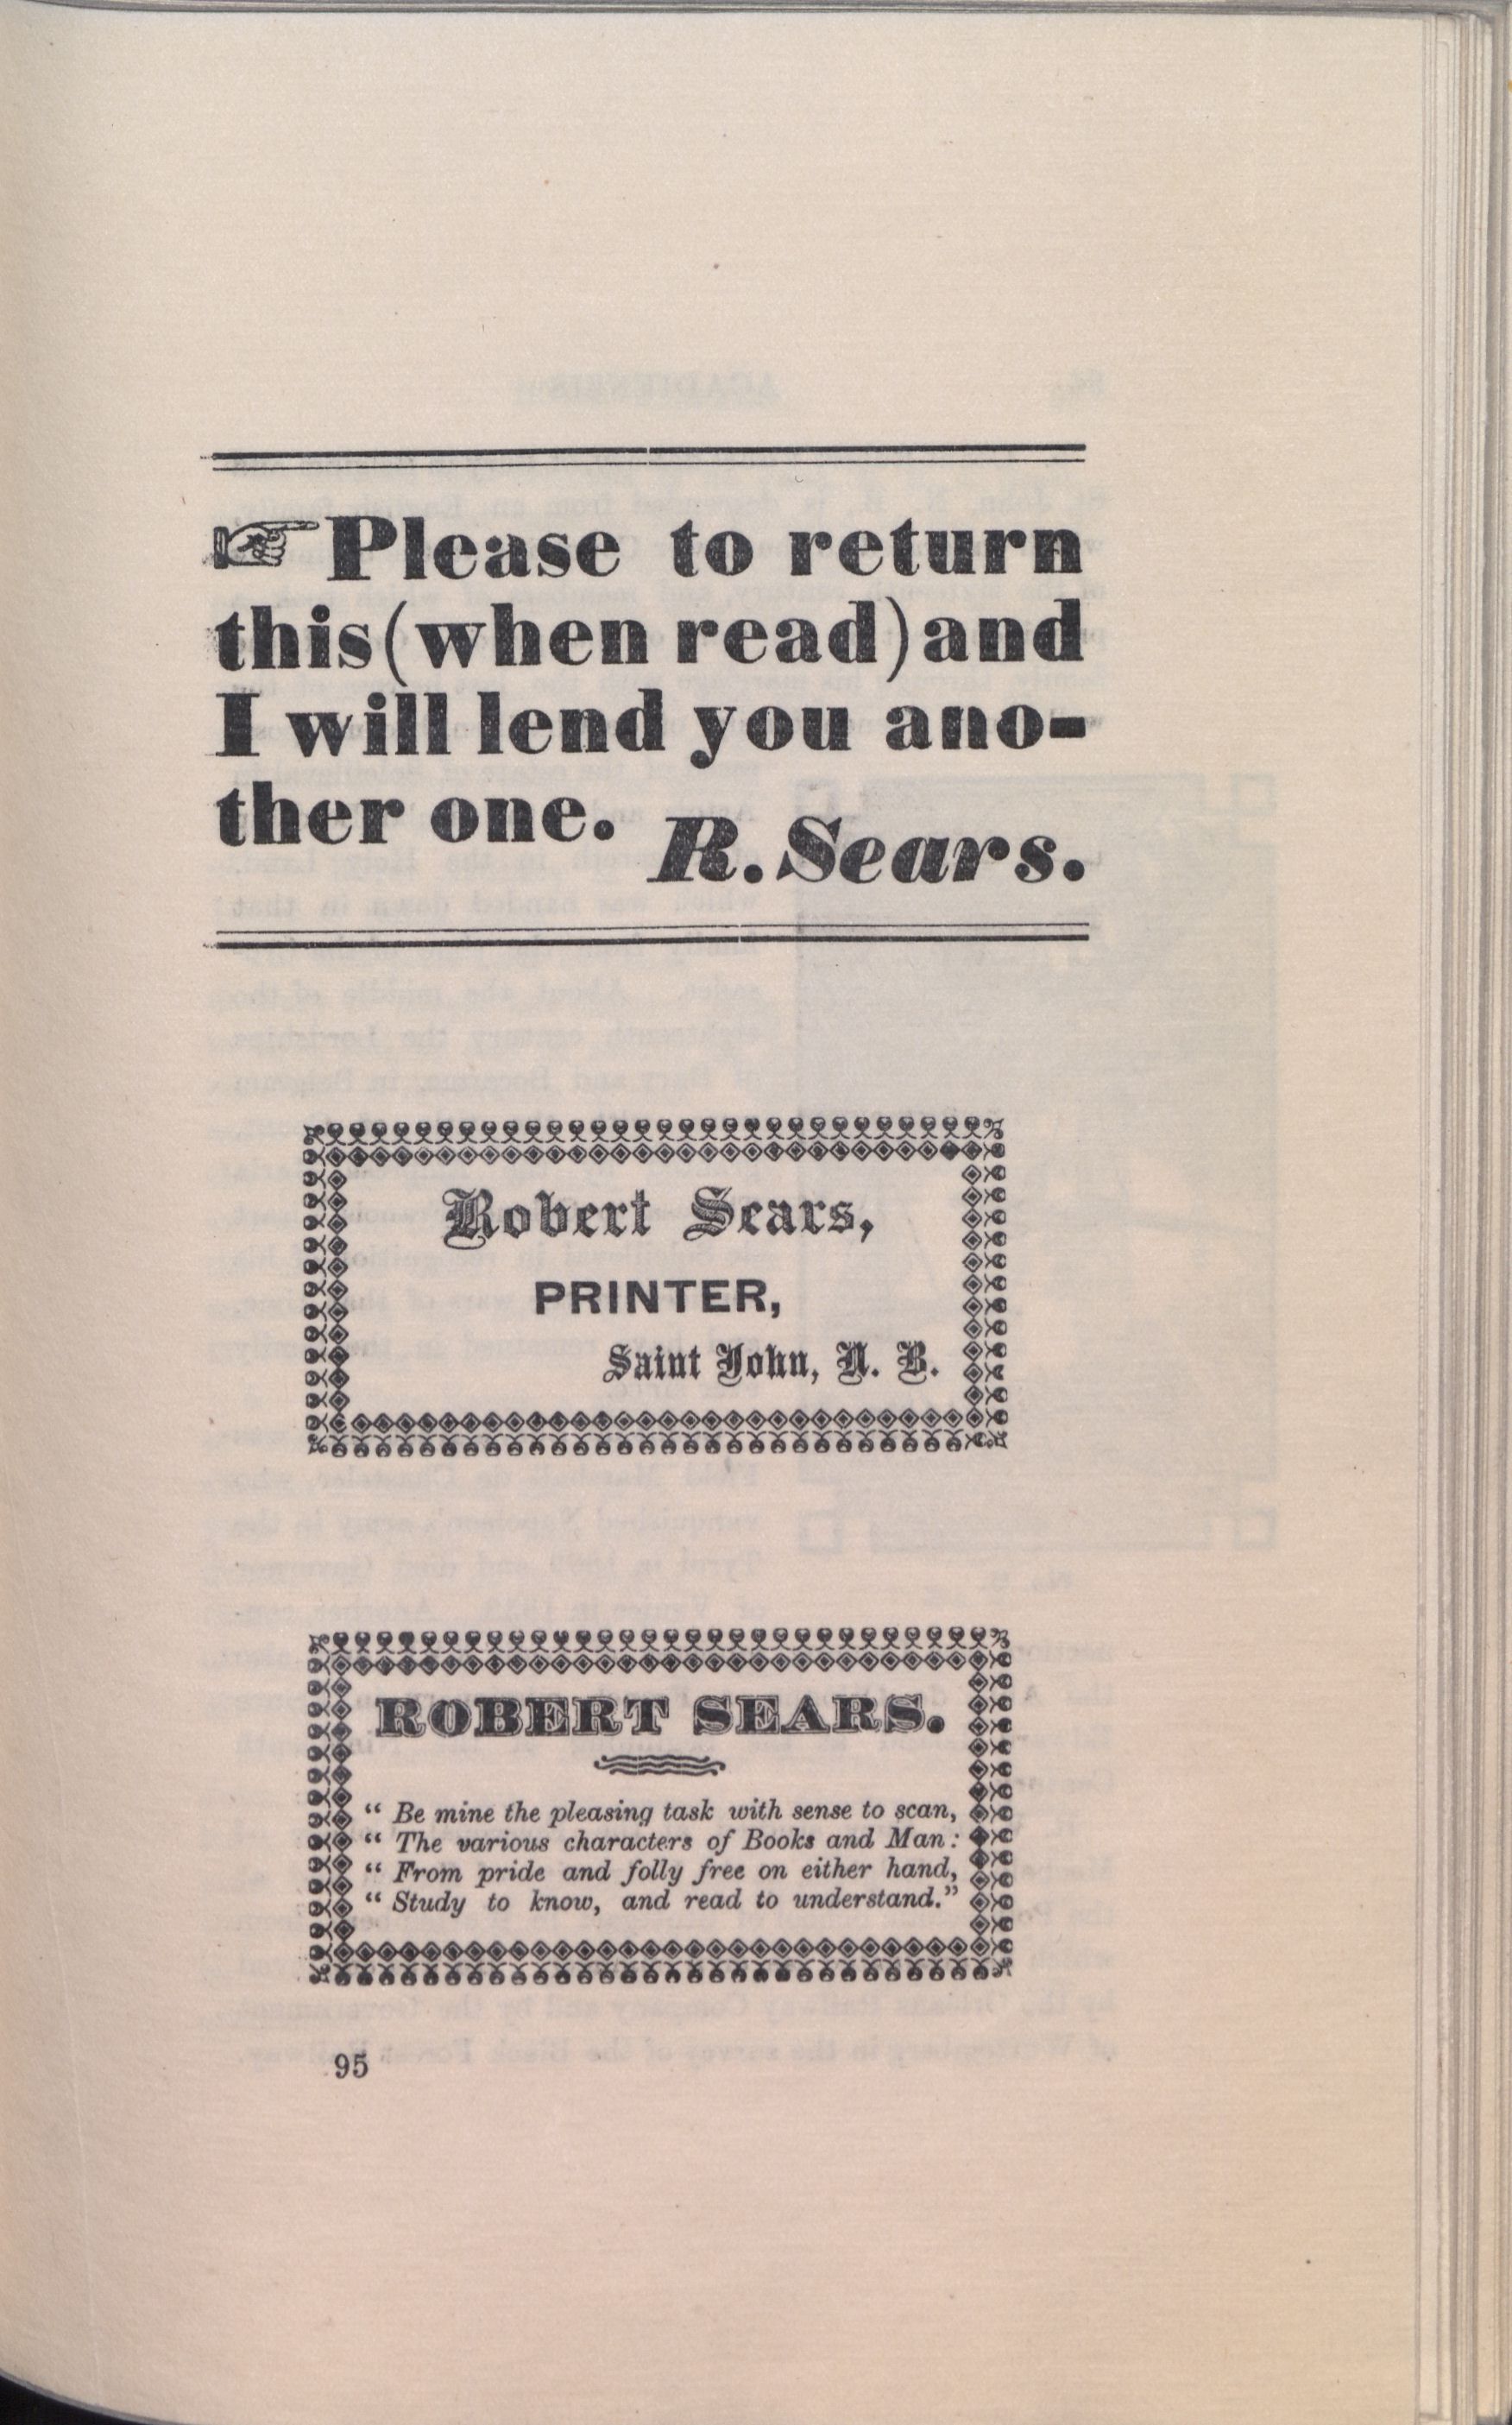 ☞ Please to return
this (when read) and
I will lend you ano-
ther one.
R. Sears.
Robert Sears,
PRINTER,
Saint John, N. B.
ROBERT SEARS.
“ Be mine the pleasing task with sense to scan,
“ The various characters of Books and Man :
“ From pride and folly free on either hand,
“ Study to know, and read to understand.”
95